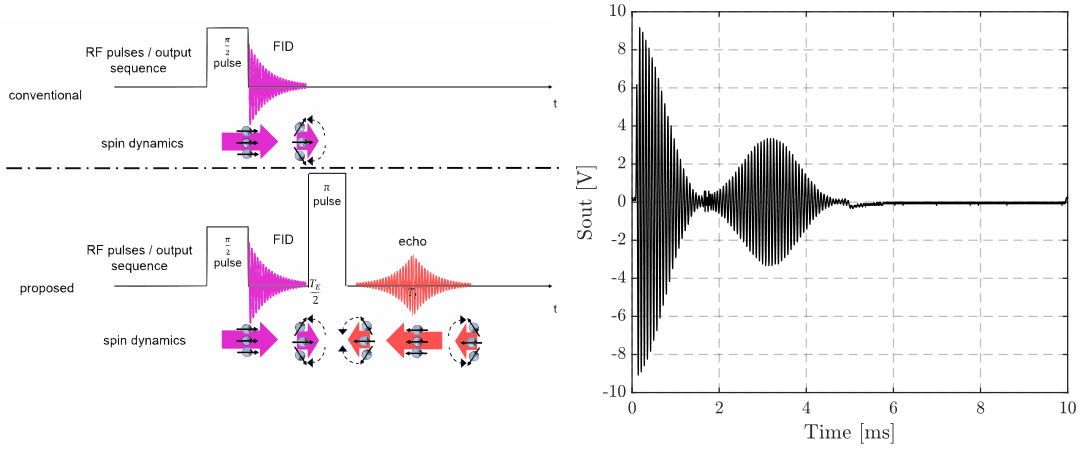 RF pulses / output
sequence
π
2
pulse
FID
t
conventional
spin dynamics
π
pulse
RF pulses / output
sequence
π
2
pulse
FID
T_E
2
echo
t
proposed
spin dynamics
Sout [V]
10
8
6
4
2
0
-2
-4
-6
-8
-10
0
2
4
6
8
10
Time [ms]